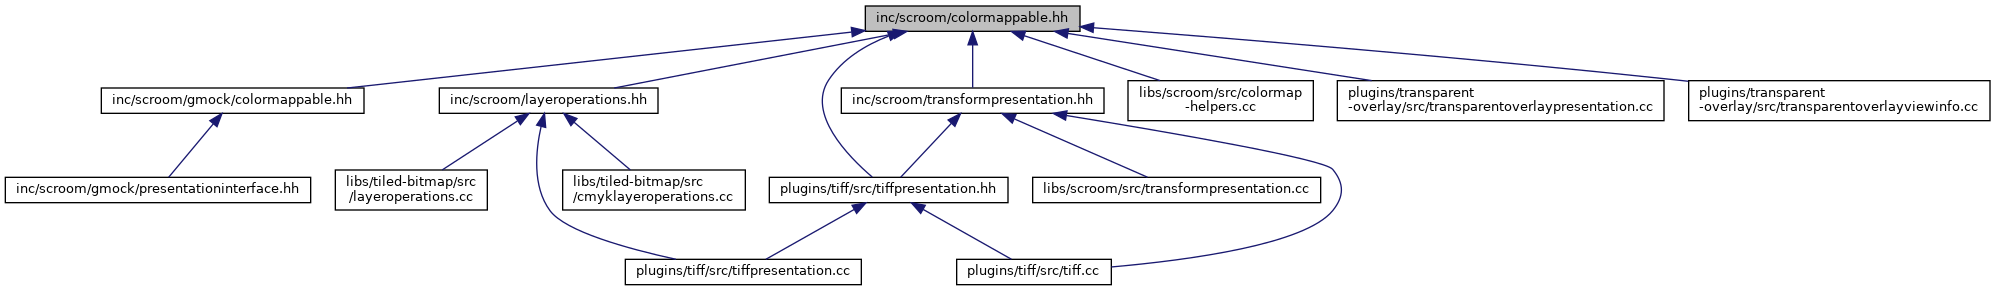 inc/scroom/colormappable.hh
inc/scroom/gmock/colormappable.hh
inc/scroom/layeroperations.hh
inc/scroom/transformpresentation.hh
libs/scroom/src/colormap
-helpers.cc
plugins/transparent
-overlay/src/transparentoverlaypresentation.cc
plugins/transparent
-overlay/src/transparentoverlayviewinfo.cc
inc/scroom/gmock/presentationinterface.hh
libs/tiled-bitmap/src
/layeroperations.cc
libs/tiled-bitmap/src
/cmyklayeroperations.cc
plugins/tiff/src/tiffpresentation.hh
libs/scroom/src/transformpresentation.cc
plugins/tiff/src/tiffpresentation.cc
plugins/tiff/src/tiff.cc